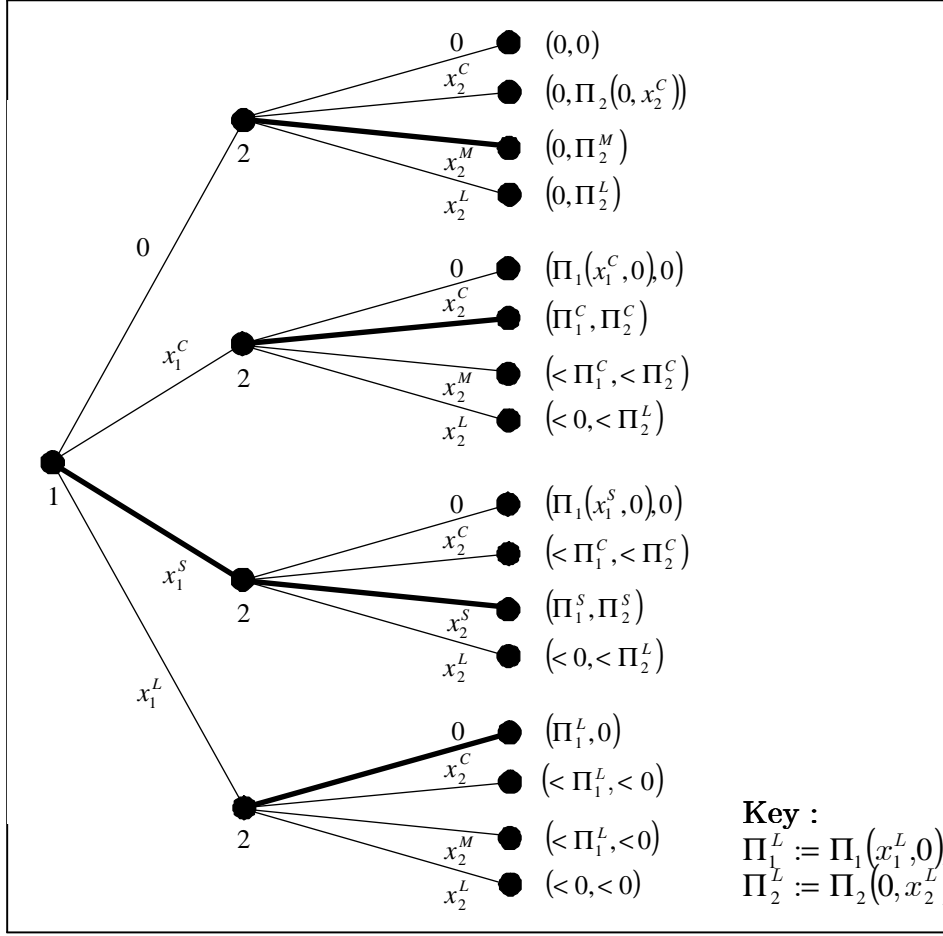 0 (0,0)
x_2^C (0,Π_2(0,x_2^C))
2
x_2^M (0,Π_2^M)
x_2^L (0,Π_2^L)
0
0 (Π_1(x_1^C,0),0)
x_2^C (Π_1^C,Π_2^C)
x_1^C
2
x_2^M (<Π_1^C,<Π_2^C)
x_2^L (<0,<Π_2^L)
1
0 (Π_1(x_1^S,0),0)
x_2^C (<Π_1^C,<Π_2^C)
x_1^S
2
x_2^S (Π_1^S,Π_2^S)
x_2^L (<0,<Π_2^L)
x_1^L
0 (Π_1^L,0)
x_2^C (<Π_1^L,<0)
2
x_2^M (<Π_1^L,<0)
x_2^L (<0,<0)
Key :
Π_1^L := Π_1(x_1^L,0)
Π_2^L := Π_2(0,x_2^L